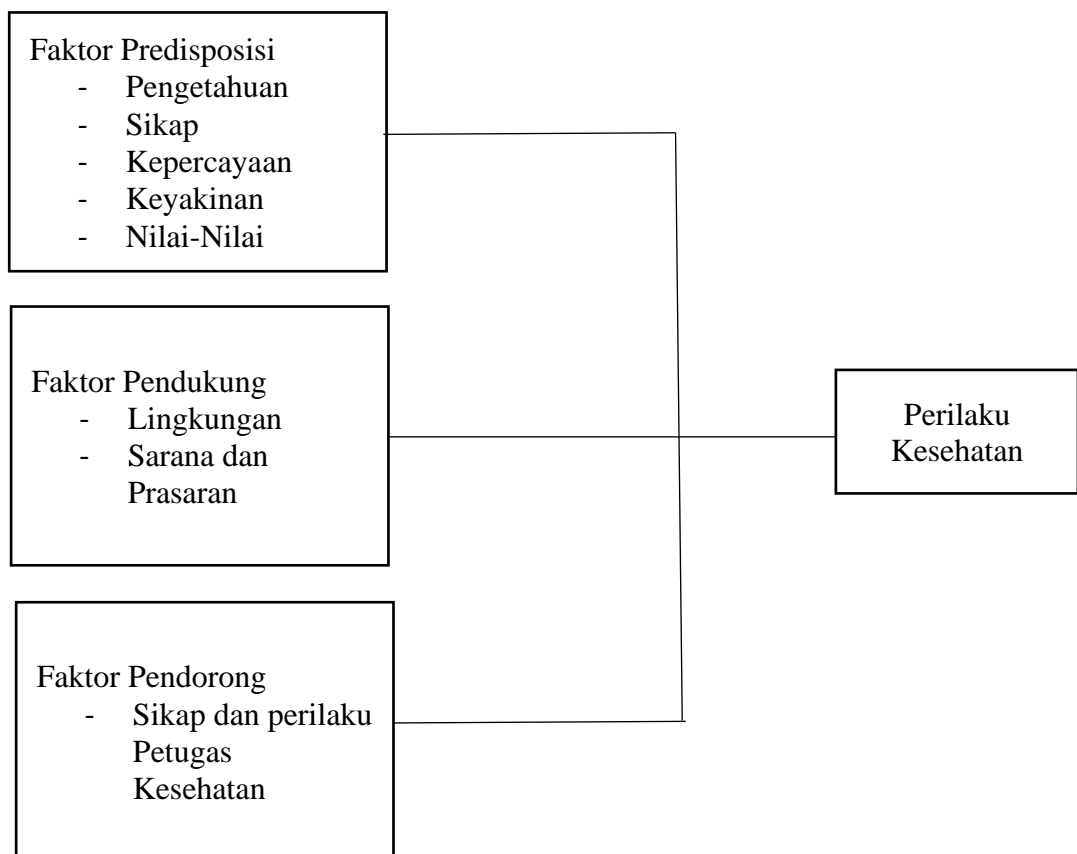 Faktor Predisposisi
- Pengetahuan
- Sikap
- Kepercayaan
- Keyakinan
- Nilai-Nilai
Faktor Pendukung
- Lingkungan
- Sarana dan
Prasaran
Faktor Pendorong
- Sikap dan perilaku
Petugas
Kesehatan
Perilaku
Kesehatan